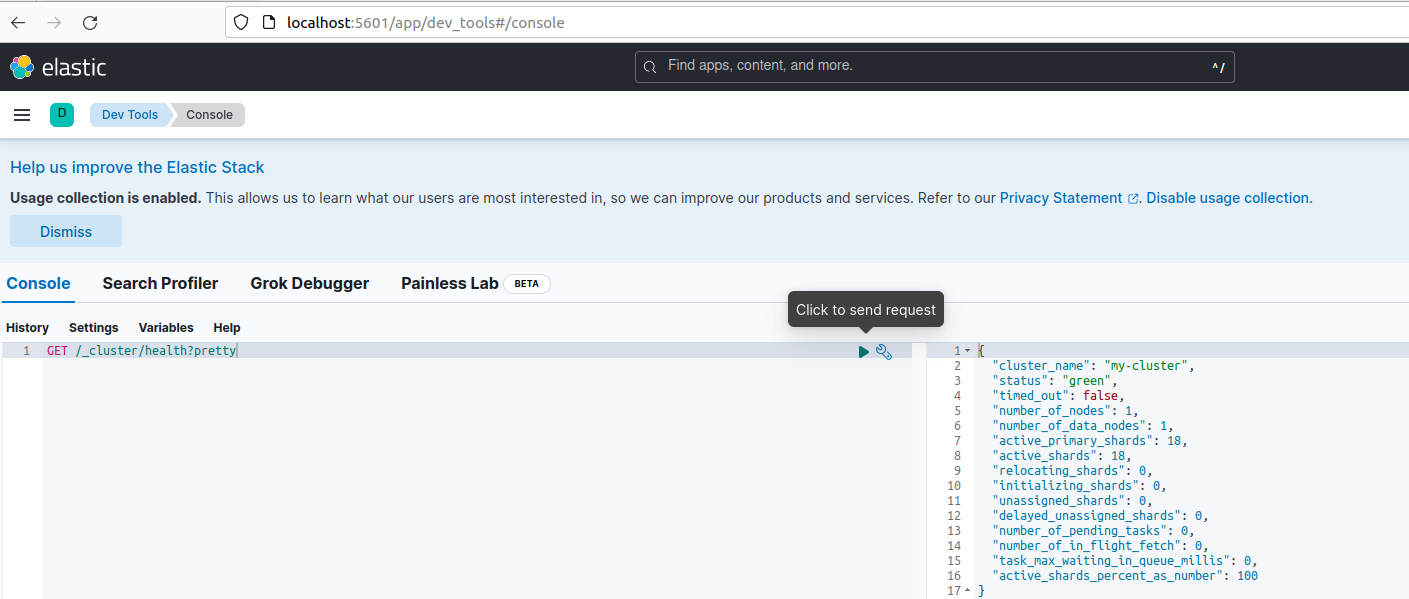 localhost:5601/app/dev_tools#/console
elastic
Find apps, content, and more.
^/
D
Dev Tools
Console
Help us improve the Elastic Stack
Usage collection is enabled. This allows us to learn what our users are most interested in, so we can improve our products and services. Refer to our Privacy Statement. Disable usage collection.
Dismiss
Console
Search Profiler
Grok Debugger
Painless Lab
BETA
Click to send request
History
Settings
Variables
Help
1 GET /_cluster/health?pretty
1 {
2 "cluster_name": "my-cluster",
3 "status": "green",
4 "timed_out": false,
5 "number_of_nodes": 1,
6 "number_of_data_nodes": 1,
7 "active_primary_shards": 18,
8 "active_shards": 18,
9 "relocating_shards": 0,
10 "initializing_shards": 0,
11 "unassigned_shards": 0,
12 "delayed_unassigned_shards": 0,
13 "number_of_pending_tasks": 0,
14 "number_of_in_flight_fetch": 0,
15 "task_max_waiting_in_queue_millis": 0,
16 "active_shards_percent_as_number": 100
17 }